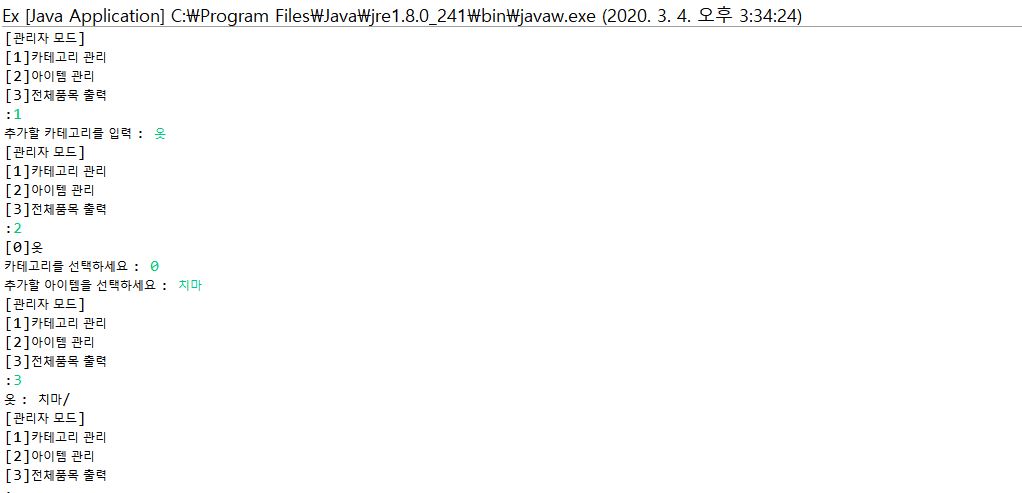 Ex [Java Application] C:₩Program Files₩Java₩jre1.8.0_241₩bin₩javaw.exe (2020. 3. 4. 오후 3:34:24)
[관리자 모드]
[1]카테고리 관리
[2]아이템 관리
[3]전체품목 출력
:1
추가할 카테고리를 입력 : 옷
[관리자 모드]
[1]카테고리 관리
[2]아이템 관리
[3]전체품목 출력
:2
[0]옷
카테고리를 선택하세요 : 0
추가할 아이템을 선택하세요 : 치마
[관리자 모드]
[1]카테고리 관리
[2]아이템 관리
[3]전체품목 출력
:3
옷 : 치마/
[관리자 모드]
[1]카테고리 관리
[2]아이템 관리
[3]전체품목 출력
: